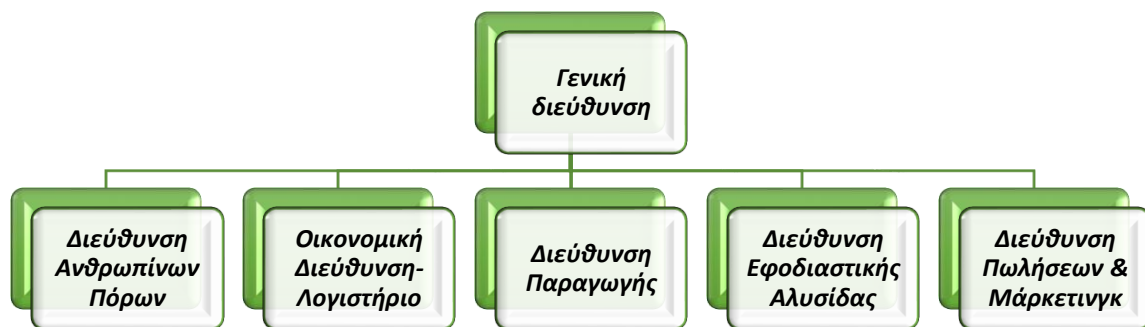 Γενική
διεύθυνση
Διεύθυνση
Ανθρωπίνων
Πόρων
Οικονομική
Διεύθυνση-
Λογιστήριο
Διεύθυνση
Παραγωγής
Διεύθυνση
Εφοδιαστικής
Αλυσίδας
Διεύθυνση
Πωλήσεων &
Μάρκετινγκ